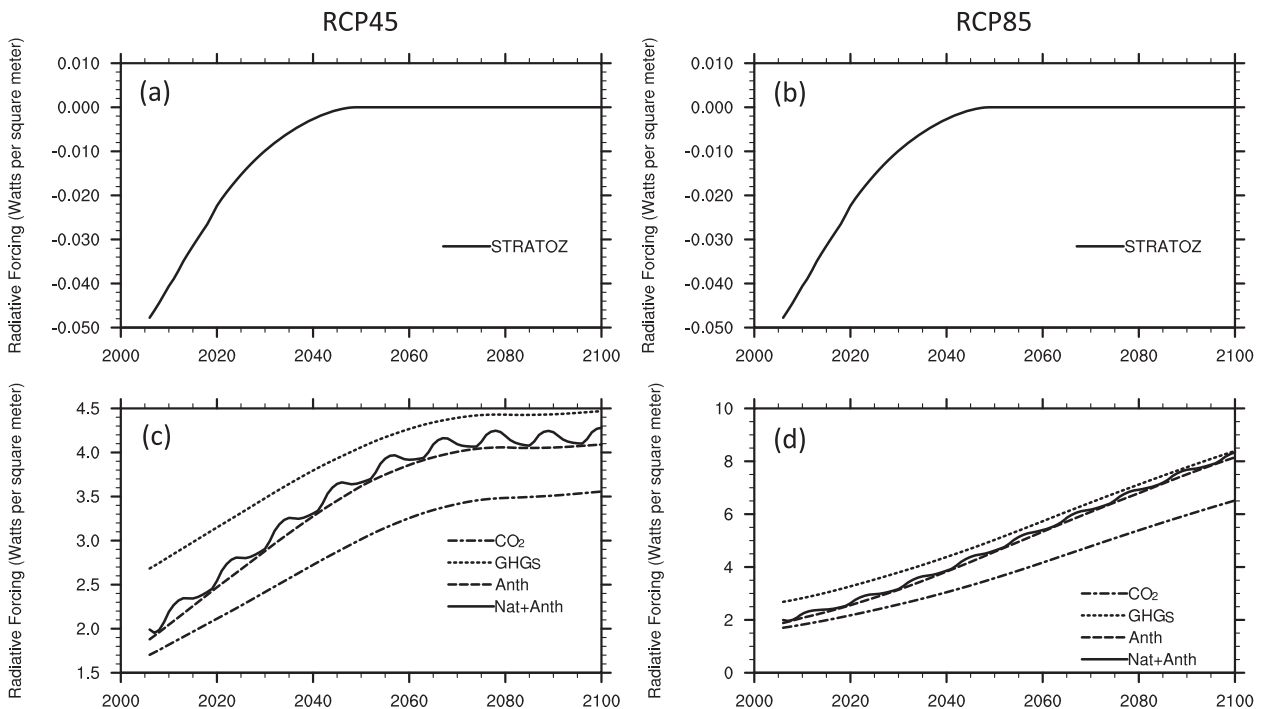 RCP45
RCP85
Radiative Forcing (Watts per square meter)
0.010
0.000
-0.010
-0.020
-0.030
-0.040
-0.050
(a)
STRATOZ
2000 2020 2040 2060 2080 2100
Radiative Forcing (Watts per square meter)
0.010
0.000
-0.010
-0.020
-0.030
-0.040
-0.050
(b)
STRATOZ
2000 2020 2040 2060 2080 2100
Radiative Forcing (Watts per square meter)
4.5
4.0
3.5
3.0
2.5
2.0
1.5
(c)
CO₂
GHGs
Anth
Nat+Anth
2000 2020 2040 2060 2080 2100
Radiative Forcing (Watts per square meter)
10
8
6
4
2
0
(d)
CO₂
GHGs
Anth
Nat+Anth
2000 2020 2040 2060 2080 2100